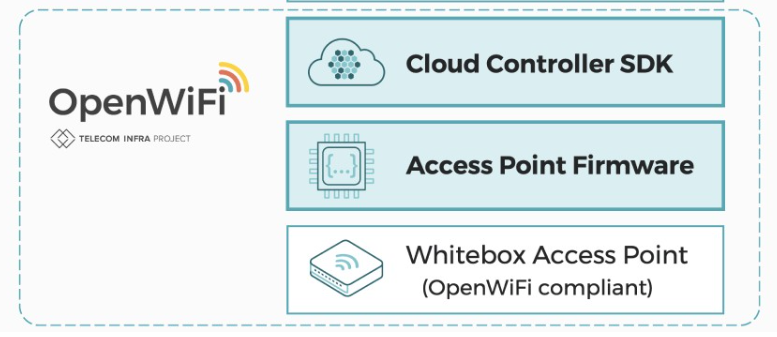 OpenWiFi
TELECOM INFRA PROJECT
Cloud Controller SDK
{...}
Access Point Firmware
Whitebox Access Point
(OpenWiFi compliant)